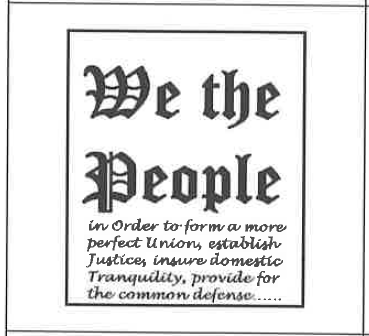 We the
People
in Order to form a more
perfect Union, establish
Justice, insure domestic
Tranquility, provide for
the common defense......